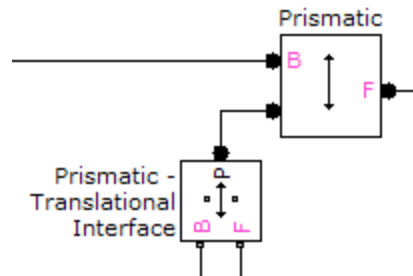 Prismatic
B
F
P
Prismatic -
Translational
Interface
B
F